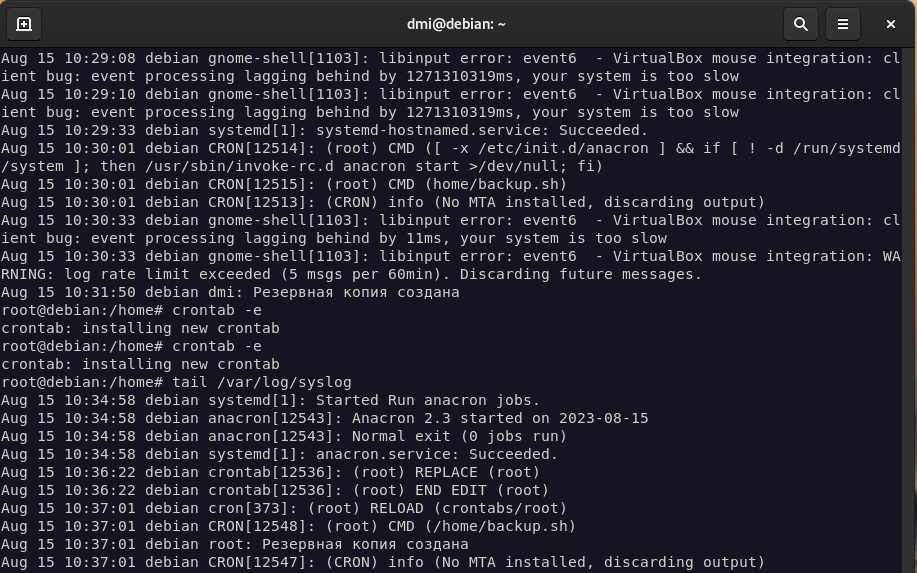 dmi@debian: ~
Aug 15 10:29:08 debian gnome-shell[1103]: libinput error: event6  - VirtualBox mouse integration: cl
ient bug: event processing lagging behind by 1271310319ms, your system is too slow
Aug 15 10:29:10 debian gnome-shell[1103]: libinput error: event6  - VirtualBox mouse integration: cl
ient bug: event processing lagging behind by 1271310319ms, your system is too slow
Aug 15 10:29:33 debian systemd[1]: systemd-hostnamed.service: Succeeded.
Aug 15 10:30:01 debian CRON[12514]: (root) CMD ([ -x /etc/init.d/anacron ] && if [ ! -d /run/systemd
/system ]; then /usr/sbin/invoke-rc.d anacron start >/dev/null; fi)
Aug 15 10:30:01 debian CRON[12515]: (root) CMD (home/backup.sh)
Aug 15 10:30:01 debian CRON[12513]: (CRON) info (No MTA installed, discarding output)
Aug 15 10:30:33 debian gnome-shell[1103]: libinput error: event6  - VirtualBox mouse integration: cl
ient bug: event processing lagging behind by 11ms, your system is too slow
Aug 15 10:30:33 debian gnome-shell[1103]: libinput error: event6  - VirtualBox mouse integration: WA
RNING: log rate limit exceeded (5 msgs per 60min). Discarding future messages.
Aug 15 10:31:50 debian dmi: Резервная копия создана
root@debian:/home# crontab -e
crontab: installing new crontab
root@debian:/home# crontab -e
crontab: installing new crontab
root@debian:/home# tail /var/log/syslog
Aug 15 10:34:58 debian systemd[1]: Started Run anacron jobs.
Aug 15 10:34:58 debian anacron[12543]: Anacron 2.3 started on 2023-08-15
Aug 15 10:34:58 debian anacron[12543]: Normal exit (0 jobs run)
Aug 15 10:34:58 debian systemd[1]: anacron.service: Succeeded.
Aug 15 10:36:22 debian crontab[12536]: (root) REPLACE (root)
Aug 15 10:36:22 debian crontab[12536]: (root) END EDIT (root)
Aug 15 10:37:01 debian cron[373]: (root) RELOAD (crontabs/root)
Aug 15 10:37:01 debian CRON[12548]: (root) CMD (/home/backup.sh)
Aug 15 10:37:01 debian root: Резервная копия создана
Aug 15 10:37:01 debian CRON[12547]: (CRON) info (No MTA installed, discarding output)